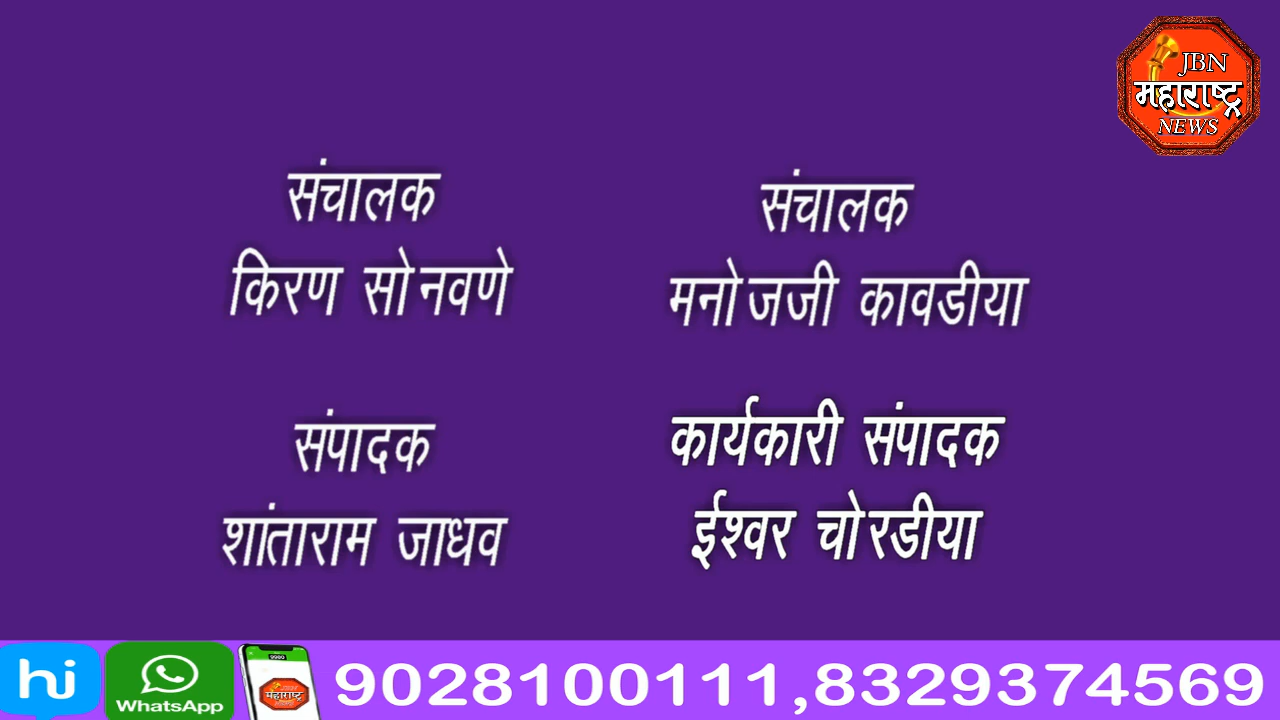 JBN
महाराष्ट्र
NEWS
संचालक
किरण सोनवणे
संचालक
मनोजजी कावडीया
संपादक
शांताराम जाधव
कार्यकारी संपादक
ईश्वर चोरडीया
hi
WhatsApp
महाराष्ट्र
9028100111,8329374569